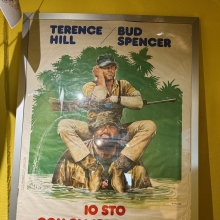 TERENCE BUD
HILL SPENCER
IO STO